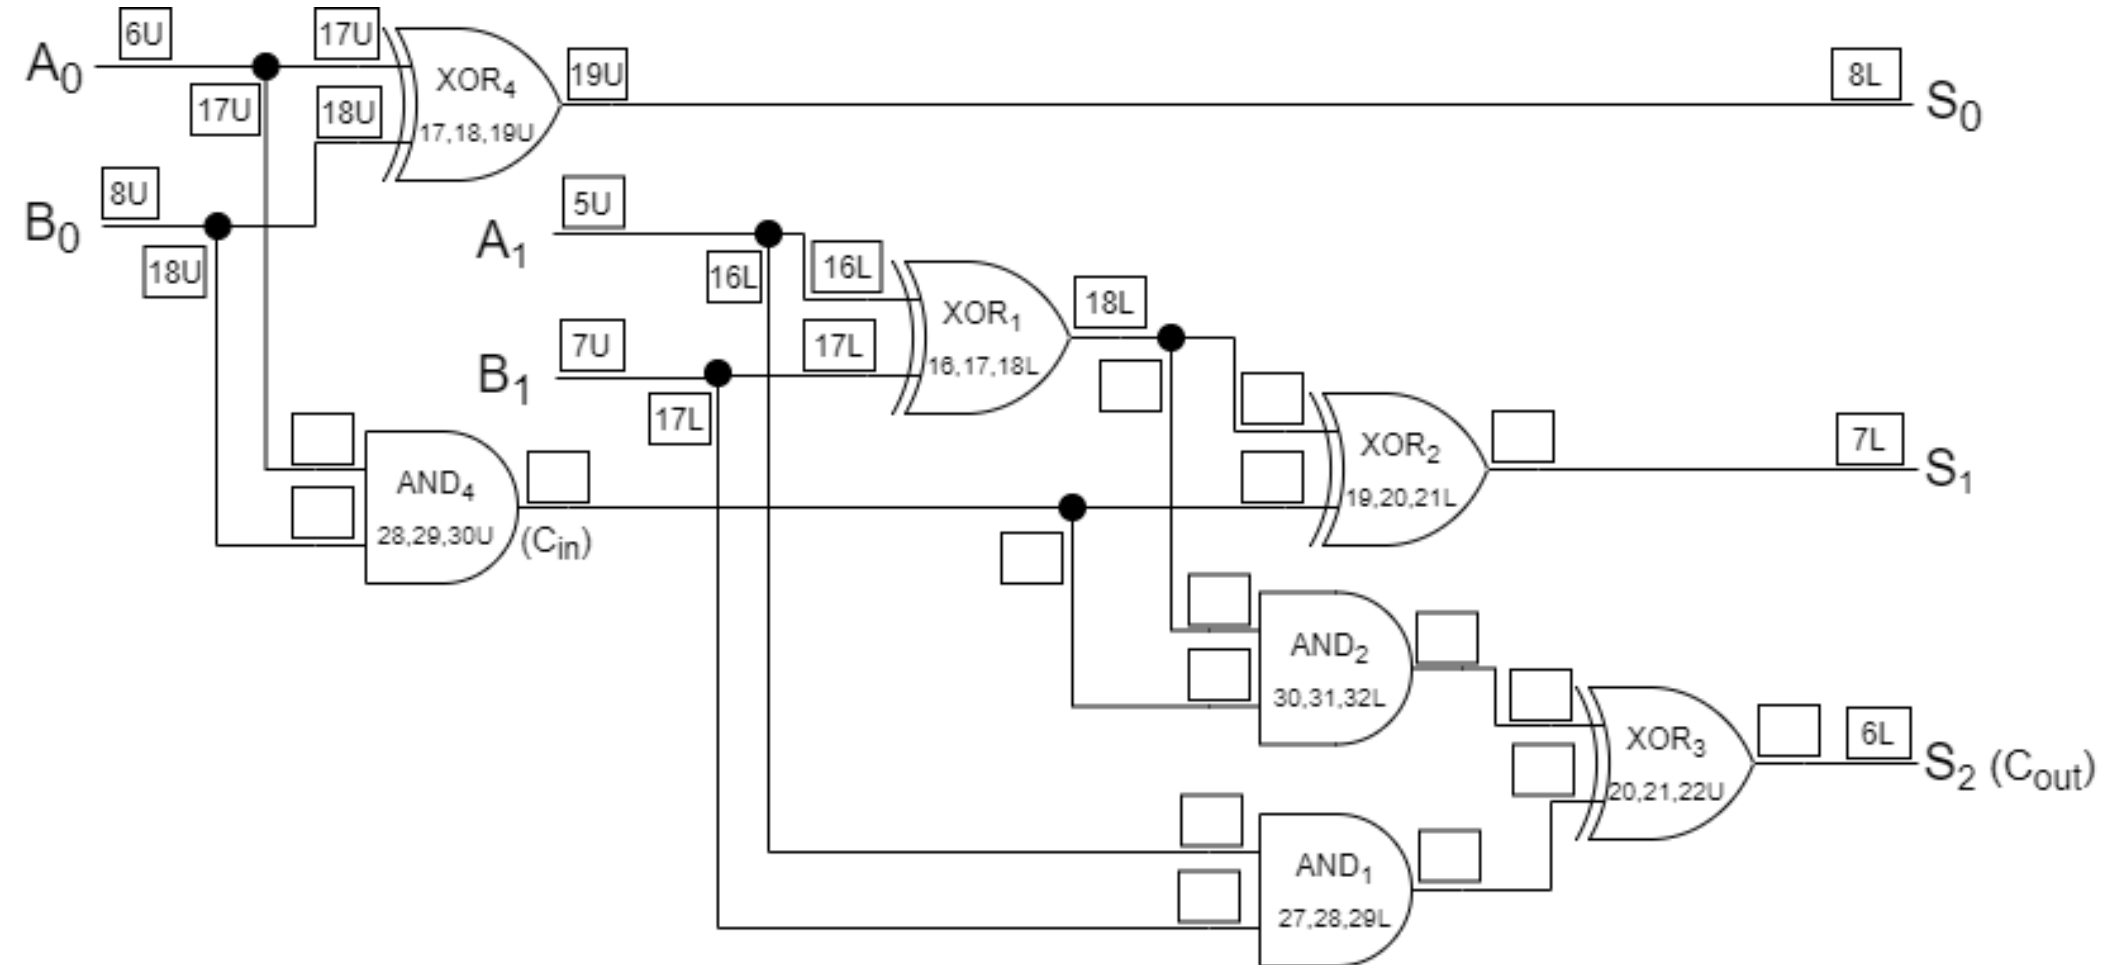 6U
17U
A₀
XOR₄
19U
8L
17U
18U
17,18,19U
S₀
8U
B₀
5U
A₁
18U
16L
16L
XOR₁
18L
7U
17L
16,17,18L
B₁
17L
XOR₂
7L
S₁
AND₄
19,20,21L
28,29,30U
(Cᵢₙ)
AND₂
30,31,32L
XOR₃
6L
S₂ (Cₒᵤₜ)
20,21,22U
AND₁
27,28,29L